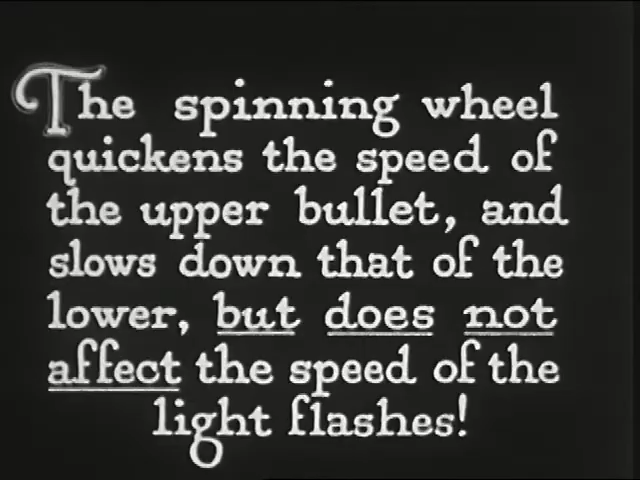 The spinning wheel
quickens the speed of
the upper bullet, and
slows down that of the
lower, but does not
affect the speed of the
light flashes!